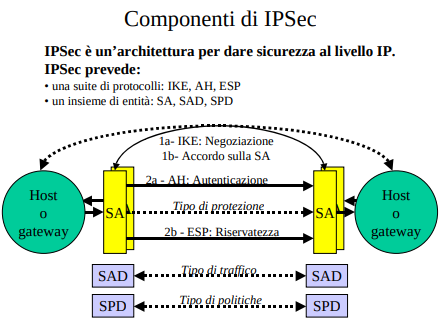 Componenti di IPSec
IPSec è un'architettura per dare sicurezza al livello IP.
IPSec prevede:
• una suite di protocolli: IKE, AH, ESP
• un insieme di entità: SA, SAD, SPD
1a- IKE: Negoziazione
1b- Accordo sulla SA
2a - AH: Autenticazione
Host
o
gateway
SA
Tipo di protezione
SA
Host
o
gateway
2b - ESP: Riservatezza
SAD
Tipo di traffico
SAD
SPD
Tipo di politiche
SPD